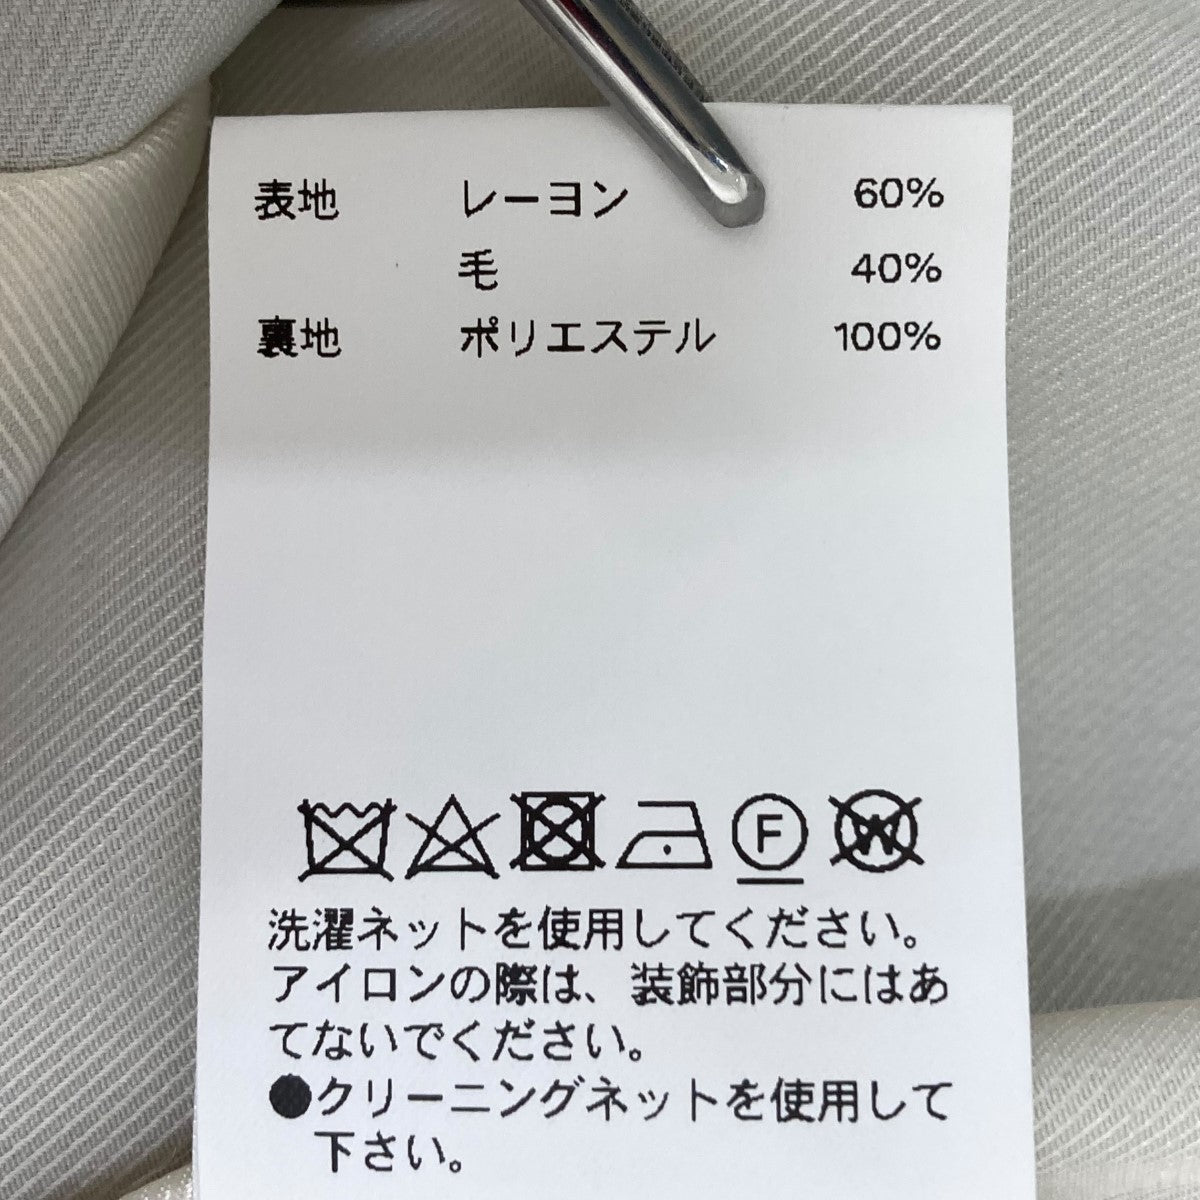 表地 レーヨン 60%
毛 40%
裏地 ポリエステル 100%
F W
洗濯ネットを使用してください。
アイロンの際は、装飾部分にはあ
てないでください。
●クリーニングネットを使用して
下さい。